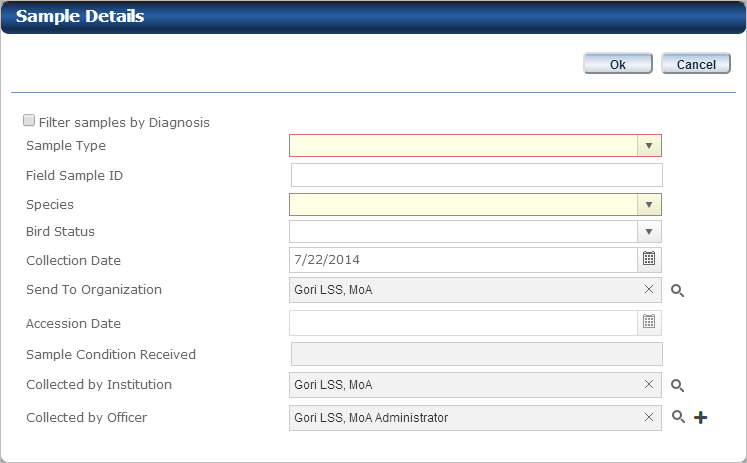 Sample Details
Ok Cancel
Filter samples by Diagnosis
Sample Type
Field Sample ID
Species
Bird Status
Collection Date 7/22/2014
Send To Organization Gori LSS, MoA
Accession Date
Sample Condition Received
Collected by Institution Gori LSS, MoA
Collected by Officer Gori LSS, MoA Administrator